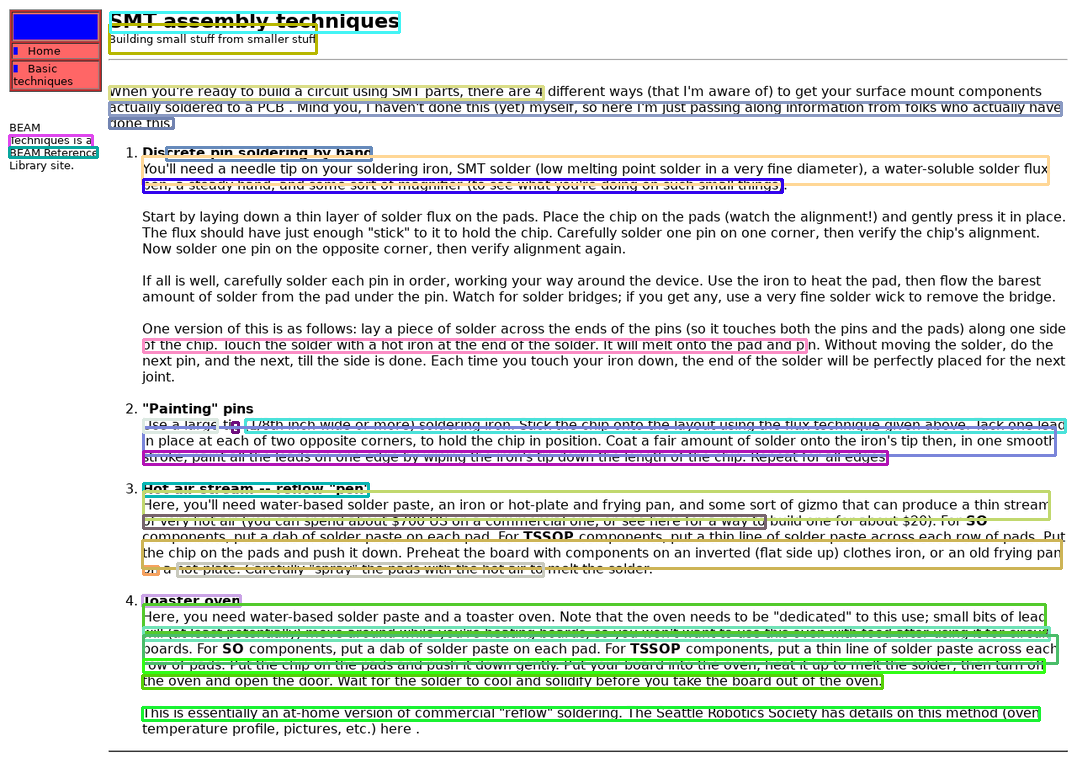 SMT assembly techniques
Building small stuff from smaller stuff
Home
Basic
techniques
When you're ready to build a circuit using SMT parts, there are 4 different ways (that I'm aware of) to get your surface mount components
actually soldered to a PCB . Mind you, I haven't done this (yet) myself, so here I'm just passing along information from folks who actually have
done this.
BEAM
Techniques is a
BEAM Reference
Library site.
1. Discrete pin soldering by hand
You'll need a needle tip on your soldering iron, SMT solder (low melting point solder in a very fine diameter), a water-soluble solder flux
pen, a steady hand, and some sort of magnifier (to see what you're doing on such small things).
Start by laying down a thin layer of solder flux on the pads. Place the chip on the pads (watch the alignment!) and gently press it in place.
The flux should have just enough "stick" to it to hold the chip. Carefully solder one pin on one corner, then verify the chip's alignment.
Now solder one pin on the opposite corner, then verify alignment again.
If all is well, carefully solder each pin in order, working your way around the device. Use the iron to heat the pad, then flow the barest
amount of solder from the pad under the pin. Watch for solder bridges; if you get any, use a very fine solder wick to remove the bridge.
One version of this is as follows: lay a piece of solder across the ends of the pins (so it touches both the pins and the pads) along one side
of the chip. Touch the solder with a hot iron at the end of the solder. It will melt onto the pad and pin. Without moving the solder, do the
next pin, and the next, till the side is done. Each time you touch your iron down, the end of the solder will be perfectly placed for the next
joint.
2. "Painting" pins
Use a large tip (1/8th inch wide or more) soldering iron. Stick chip onto the layout using the flux technique given above. Tack one lead
in place at each of two opposite corners, to hold the chip in position. Coat a fair amount of solder onto the iron's tip then, in one smooth
stroke, paint all the leads on one edge by wiping the iron's tip down the length of the chip. Repeat for all edges.
3. Hot air stream -- reflow "pen"
Here, you'll need water-based solder paste, an iron or hot-plate and frying pan, and some sort of gizmo that can produce a thin stream
of very hot air (you can spend about $700 US on a commercial one, or see here for a way to build one for about $20). For SO
components, put a dab of solder paste on each pad. For TSSOP components, put a thin line of solder paste across each row of pads. Put
the chip on the pads and push it down. Preheat the board with components on an inverted (flat side up) clothes iron, or an old frying pan
on a hot-plate. Carefully "spray" the pads with the hot air to melt the solder.
4. Toaster oven
Here, you need water-based solder paste and a toaster oven. Note that the oven needs to be "dedicated" to this use; small bits of lead
will (at least potentially) move around while you're heating boards, so you won't want to use this oven with food after using it for circuit
boards. For SO components, put a dab of solder paste on each pad. For TSSOP components, put a thin line of solder paste across each
row of pads. Put the chip on the pads and push it down gently. Put your board into the oven, heat it up to melt the solder, then turn off
the oven and open the door. Wait for the solder to cool and solidify before you take the board out of the oven.
This is essentially an at-home version of commercial "reflow" soldering. The Seattle Robotics Society has details on this method (oven
temperature profile, pictures, etc.) here .